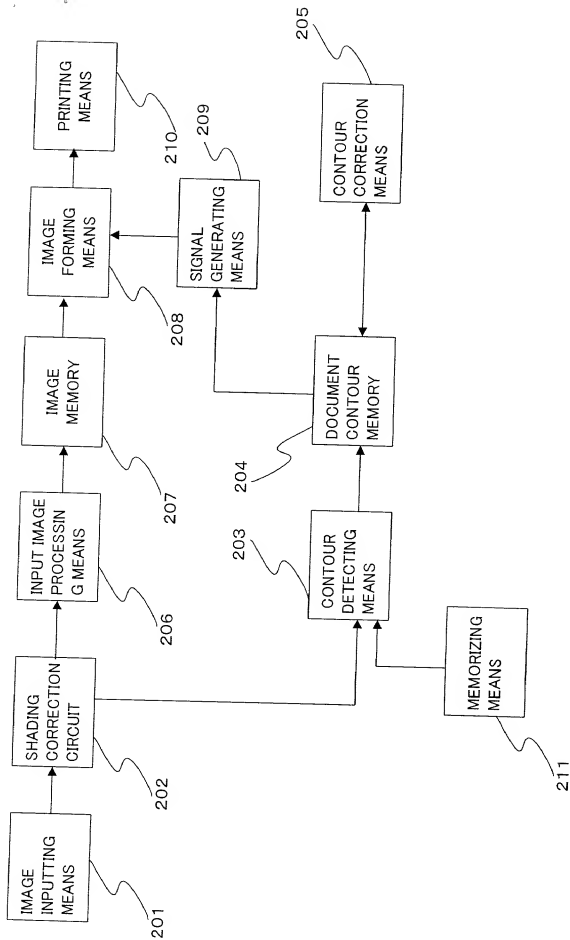 IMAGE
INPUTTING
MEANS
201
SHADING
CORRECTION
CIRCUIT
202
INPUT IMAGE
PROCESSIN
G MEANS
206
IMAGE
MEMORY
207
IMAGE
FORMING
MEANS
208
PRINTING
MEANS
210
SIGNAL
GENERATING
MEANS
209
CONTOUR
DETECTING
MEANS
203
DOCUMENT
CONTOUR
MEMORY
204
CONTOUR
CORRECTION
MEANS
205
MEMORIZING
MEANS
211